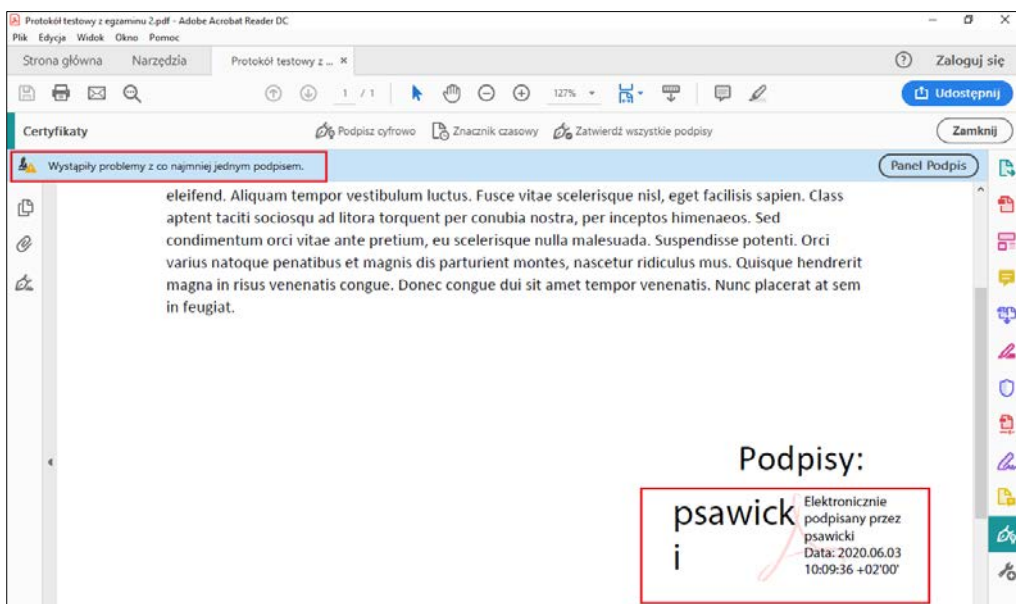 Protokół testowy z egzaminu 2.pdf - Adobe Acrobat Reader DC
Plik Edycja Widok Okno Pomoc
Strona główna Narzędzia Protokół testowy z ... × Zaloguj się
1 / 1 127% Udostępnij
Certyfikaty Podpisz cyfrowo Znacznik czasowy Zatwierdź wszystkie podpisy Zamknij
Wystąpiły problemy z co najmniej jednym podpisem. Panel Podpis
eleifend. Aliquam tempor vestibulum luctus. Fusce vitae scelerisque nisl, eget facilisis sapien. Class
aptent taciti sociosqu ad litora torquent per conubia nostra, per inceptos himenaeos. Sed
condimentum orci vitae ante pretium, eu scelerisque nulla malesuada. Suspendisse potenti. Orci
varius natoque penatibus et magnis dis parturient montes, nascetur ridiculus mus. Quisque hendrerit
magna in risus venenatis congue. Donec congue dui sit amet tempor venenatis. Nunc placerat at sem
in feugiat.
Podpisy:
psawick
i
Elektronicznie
podpisany przez
psawicki
Data: 2020.06.03
10:09:36 +02'00'